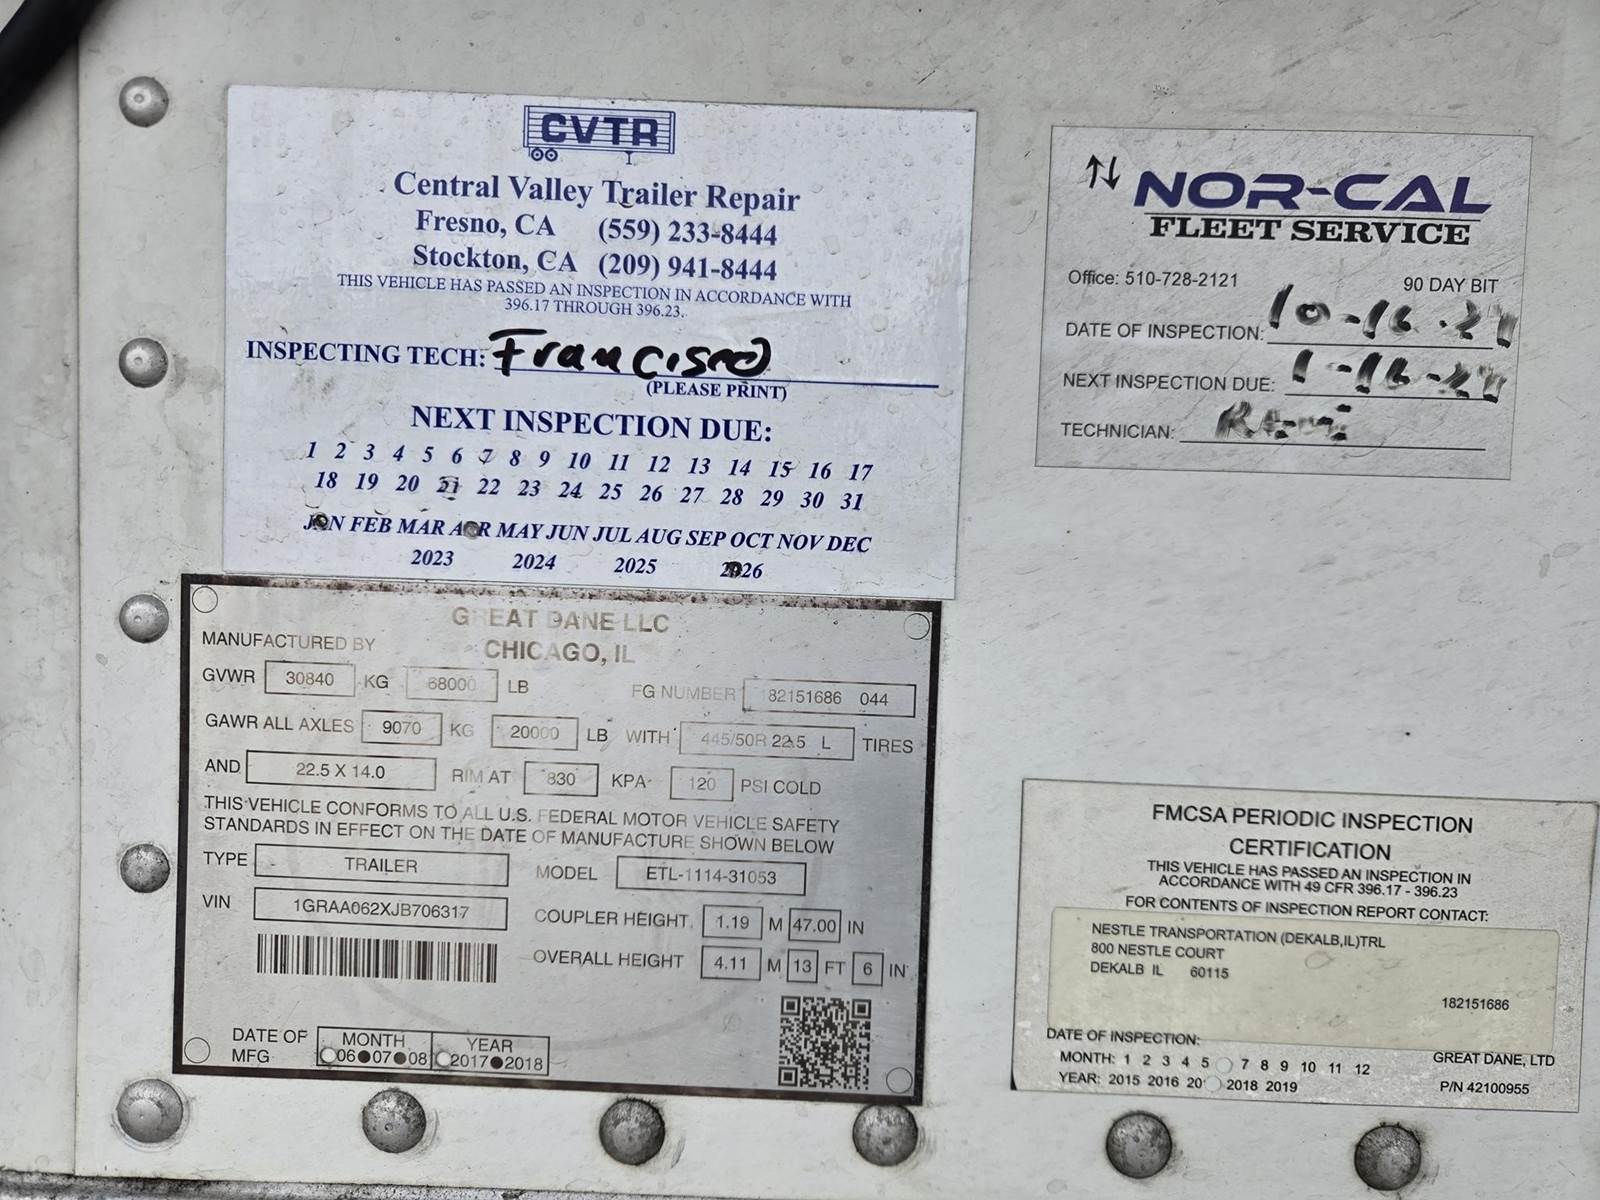 CVTR
Central Valley Trailer Repair
Fresno, CA (559) 233-8444
Stockton, CA (209) 941-8444
THIS VEHICLE HAS PASSED AN INSPECTION IN ACCORDANCE WITH
396.17 THROUGH 396.23.
INSPECTING TECH: Francisco
(PLEASE PRINT)
NEXT INSPECTION DUE:
1 2 3 4 5 6 7 8 9 10 11 12 13 14 15 16 17
18 19 20 21 22 23 24 25 26 27 28 29 30 31
JAN FEB MAR APR MAY JUN JUL AUG SEP OCT NOV DEC
2023 2024 2025 2026
NOR-CAL
FLEET SERVICE
Office: 510-728-2121 90 DAY BIT
DATE OF INSPECTION: 10-16-2
NEXT INSPECTION DUE: 1-16-2
TECHNICIAN:
GREAT DANE LLC
MANUFACTURED BY CHICAGO, IL
GVWR 30840 KG 68000 LB FG NUMBER 182151686 044
GAWR ALL AXLES 9070 KG 20000 LB WITH 445/50R 22.5 L TIRES
AND 22.5 X 14.0 RIM AT 830 KPA 120 PSI COLD
THIS VEHICLE CONFORMS TO ALL U.S. FEDERAL MOTOR VEHICLE SAFETY
STANDARDS IN EFFECT ON THE DATE OF MANUFACTURE SHOWN BELOW
TYPE TRAILER MODEL ETL-1114-31053
VIN 1GRAA062XJB706317 COUPLER HEIGHT 1.19 M 47.00 IN
OVERALL HEIGHT 4.11 M 13 FT 6 IN
DATE OF MFG MONTH YEAR
06 07 08 2017 2018
FMCSA PERIODIC INSPECTION
CERTIFICATION
THIS VEHICLE HAS PASSED AN INSPECTION IN
ACCORDANCE WITH 49 CFR 396.17 - 396.23
FOR CONTENTS OF INSPECTION REPORT CONTACT:
NESTLE TRANSPORTATION (DEKALB,IL)TRL
800 NESTLE COURT
DEKALB IL 60115
182151686
DATE OF INSPECTION:
MONTH: 1 2 3 4 5 7 8 9 10 11 12 GREAT DANE, LTD
YEAR: 2015 2016 20 2018 2019 P/N 42100955